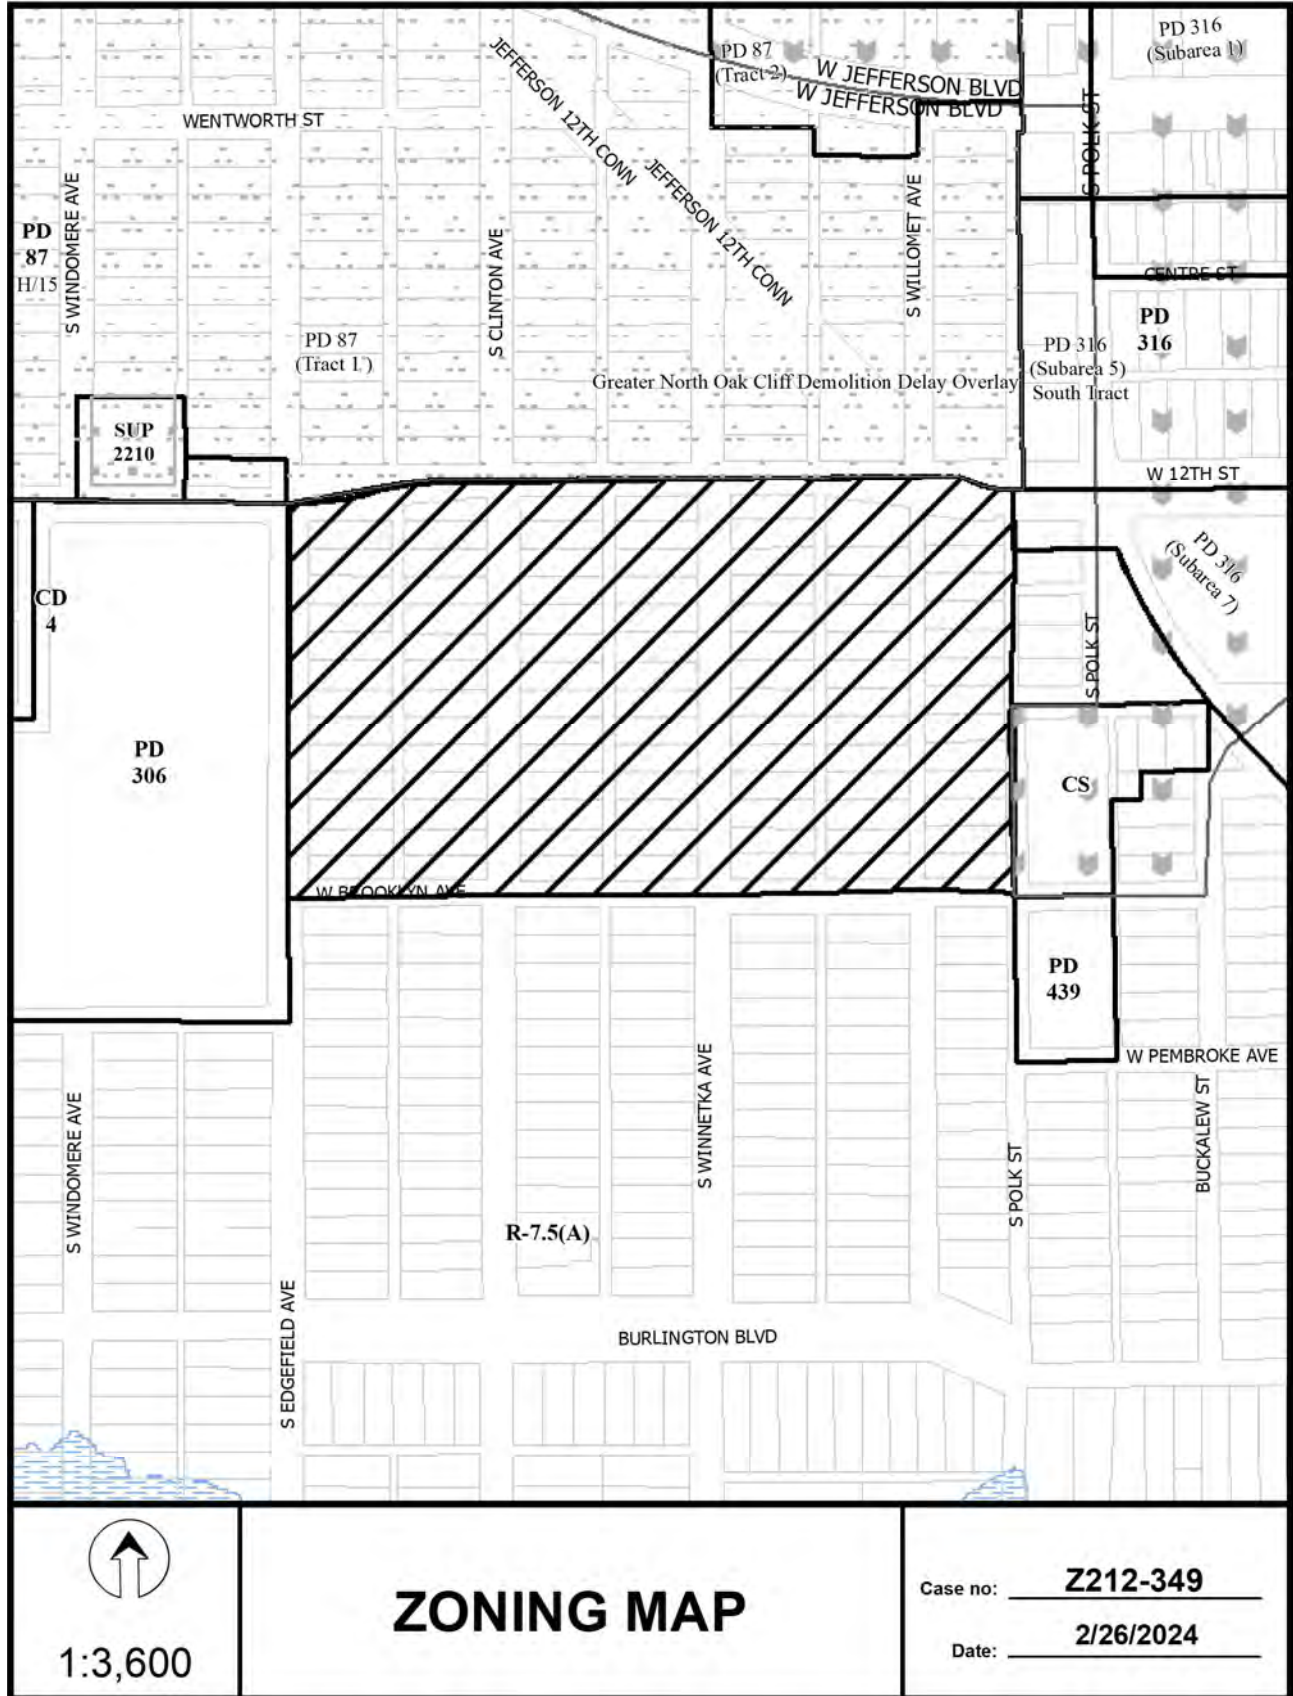 PD 316
(Subarea 1)
PD 87
(Tract 2)
W JEFFERSON BLVD
W JEFFERSON BLVD
JEFFERSON 12TH CONN
JEFFERSON 12TH CONN
WENTWORTH ST
S POLK ST
S WINDOMERE AVE
PD
87
H/15
S CLINTON AVE
S WILLOMET AVE
CENTRE ST
PD
316
PD 87
(Tract 1)
PD 316
(Subarea 5)
South Tract
Greater North Oak Cliff Demolition Delay Overlay
SUP
2210
W 12TH ST
PD 316
(Subarea 7)
CD
4
S POLK ST
PD
306
CS
W BROOKLYN AVE
PD
439
W PEMBROKE AVE
S WINDOMERE AVE
S WINNETKA AVE
BUCKALEW ST
S POLK ST
R-7.5(A)
S EDGEFIELD AVE
BURLINGTON BLVD
1:3,600
ZONING MAP
Case no: Z212-349
Date: 2/26/2024